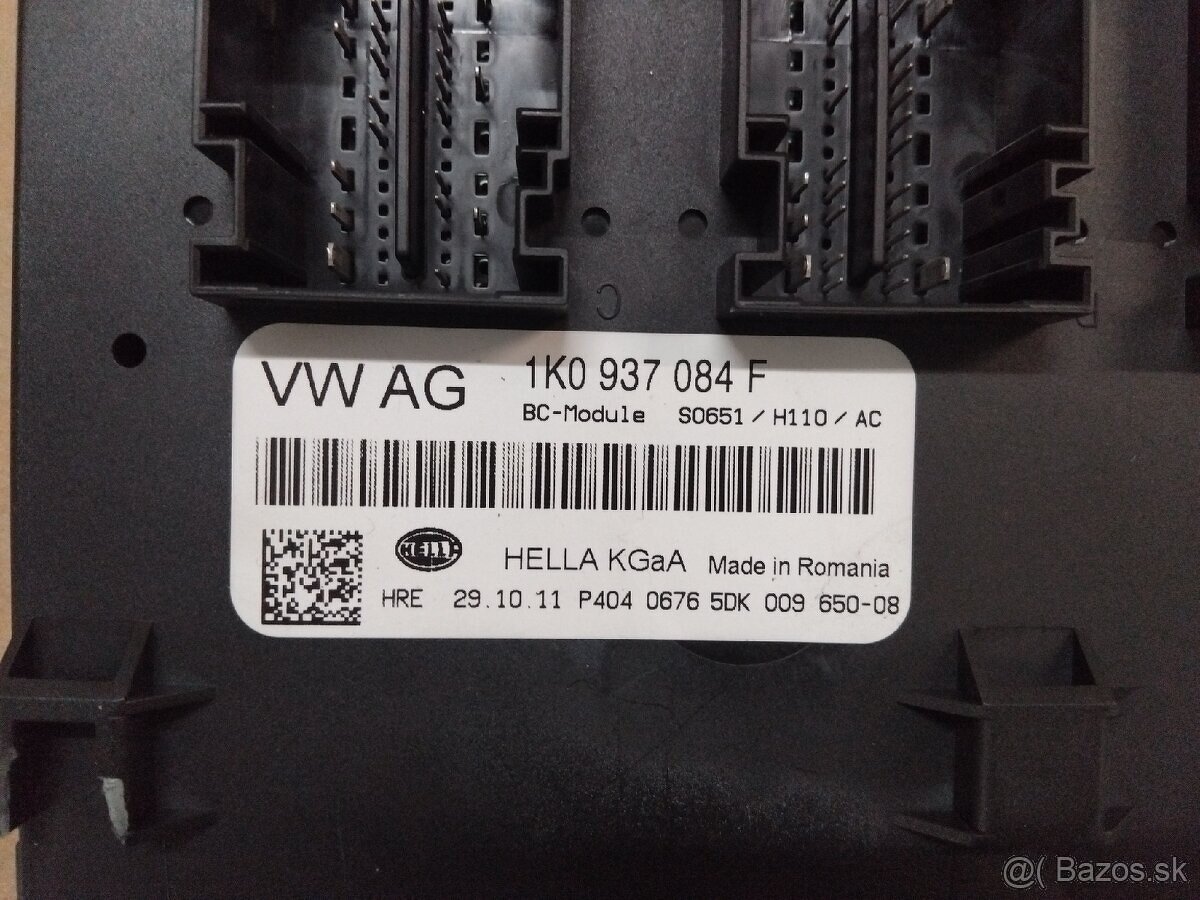 C
VW AG 1K0 937 084 F
BC-Module S0651 / H110 / AC
HELLA HELLA KGaA Made in Romania
HRE 29.10.11 P404 0676 5DK 009 650-08
@( Bazos.sk